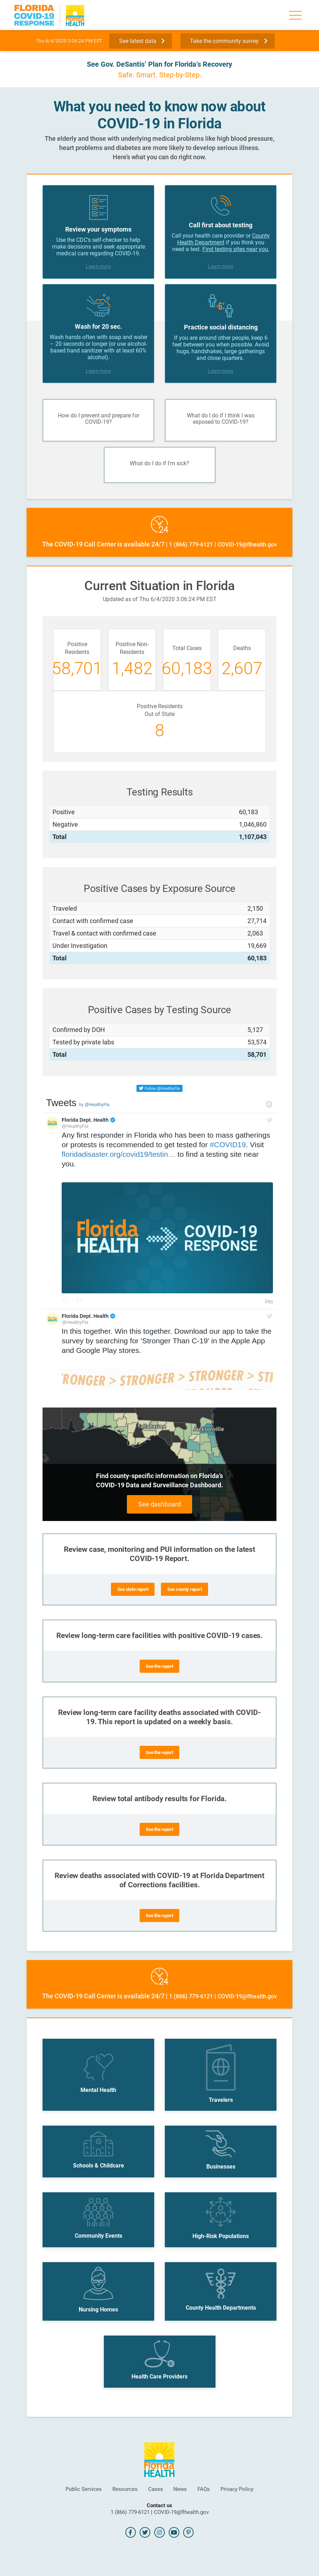 FLORIDA
COVID-19
RESPONSE
Florida
HEALTH
Thu 6/4/2020 3:06:24 PM EST
See latest data
Take the community survey
See Gov. DeSantis' Plan for Florida's Recovery
Safe. Smart. Step-by-Step.
What you need to know now about
COVID-19 in Florida
The elderly and those with underlying medical problems like high blood pressure,
heart problems and diabetes are more likely to develop serious illness.
Here's what you can do right now.
Review your symptoms
Use the CDC's self-checker to help
make decisions and seek appropriate
medical care regarding COVID-19.
Learn more
Call first about testing
Call your health care provider or County
Health Department if you think you
need a test. Find testing sites near you.
Learn more
Wash for 20 sec.
Wash hands often with soap and water
– 20 seconds or longer (or use alcohol-
based hand sanitizer with at least 60%
alcohol).
Learn more
Practice social distancing
If you are around other people, keep 6
feet between you when possible. Avoid
hugs, handshakes, large gatherings
and close quarters.
Learn more
How do I prevent and prepare for
COVID-19?
What do I do if I think I was
exposed to COVID-19?
What do I do if I'm sick?
24
The COVID-19 Call Center is available 24/7 | 1 (866) 779-6121 | COVID-19@flhealth.gov
Current Situation in Florida
Updated as of Thu 6/4/2020 3:06:24 PM EST
Positive
Residents
58,701
Positive Non-
Residents
1,482
Total Cases
60,183
Deaths
2,607
Positive Residents
Out of State
8
Testing Results
Positive 60,183
Negative 1,046,860
Total 1,107,043
Positive Cases by Exposure Source
Traveled 2,150
Contact with confirmed case 27,714
Travel & contact with confirmed case 2,063
Under Investigation 19,669
Total 60,183
Positive Cases by Testing Source
Confirmed by DOH 5,127
Tested by private labs 53,574
Total 58,701
Follow @HealthyFla
Tweets by @HealthyFla
Florida Dept. Health
@HealthyFla
Any first responder in Florida who has been to mass gatherings
or protests is recommended to get tested for #COVID19. Visit
floridadisaster.org/covid19/testin… to find a testing site near
you.
Florida
HEALTH
COVID-19
RESPONSE
Florida Dept. Health
@HealthyFla
In this together. Win this together. Download our app to take the
survey by searching for 'Stronger Than C-19' in the Apple App
and Google Play stores.
RONGER > STRONGER > STRONGER > STRONGER > STI
Tallahassee
Jacksonville
Find county-specific information on Florida's
COVID-19 Data and Surveillance Dashboard.
See dashboard
Review case, monitoring and PUI information on the latest
COVID-19 Report.
See state report
See county report
Review long-term care facilities with positive COVID-19 cases.
See the report
Review long-term care facility deaths associated with COVID-
19. This report is updated on a weekly basis.
See the report
Review total antibody results for Florida.
See the report
Review deaths associated with COVID-19 at Florida Department
of Corrections facilities.
See the report
24
The COVID-19 Call Center is available 24/7 | 1 (866) 779-6121 | COVID-19@flhealth.gov
Mental Health
Travelers
Schools & Childcare
Businesses
Community Events
High-Risk Populations
Nursing Homes
County Health Departments
Health Care Providers
Florida
HEALTH
Public Services
Resources
Cases
News
FAQs
Privacy Policy
Contact us
1 (866) 779-6121 | COVID-19@flhealth.gov